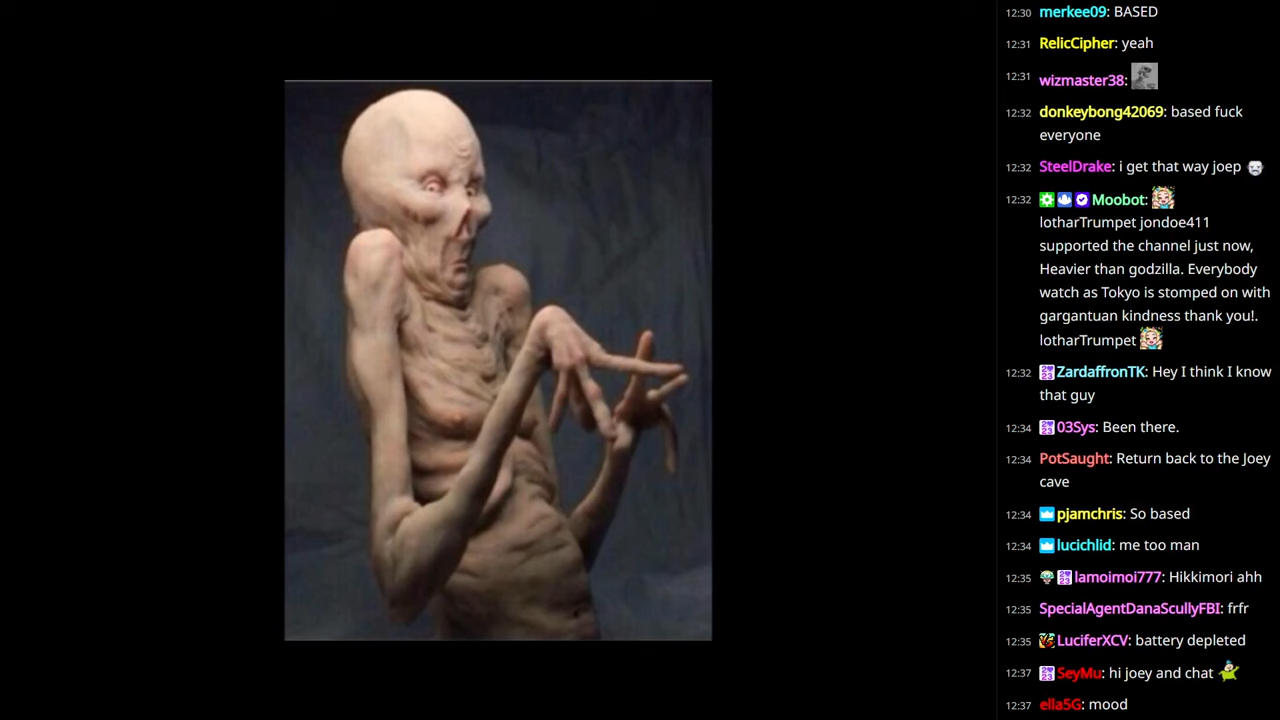 12:30 merkee09: BASED
12:31 RelicCipher: yeah
12:31 wizmaster38:
12:32 donkeybong42069: based fuck
everyone
12:32 SteelDrake: i get that way joep
12:32 Moobot:
lotharTrumpet jondoe411
supported the channel just now,
Heavier than godzilla. Everybody
watch as Tokyo is stomped on with
gargantuan kindness thank you!.
lotharTrumpet
12:32 ZardaffronTK: Hey I think I know
that guy
12:34 03Sys: Been there.
12:34 PotSaught: Return back to the Joey
cave
12:34 pjamchris: So based
12:34 lucichlid: me too man
12:35 lamoimoi777: Hikkimori ahh
12:35 SpecialAgentDanaScullyFBI: frfr
12:35 LuciferXCV: battery depleted
12:37 SeyMu: hi joey and chat
12:37 ella5G: mood